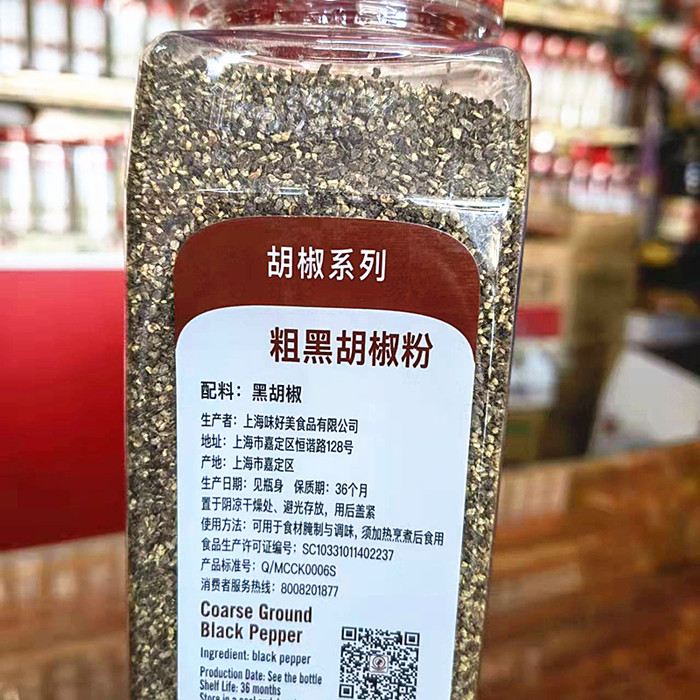 胡椒系列
粗黑胡椒粉
配料：黑胡椒
生产者：上海味好美食品有限公司
地址：上海市嘉定区恒谐路128号
产地：上海市嘉定区
生产日期：见瓶身 保质期：36个月
置于阴凉干燥处、避光存放，用后盖紧
使用方法：可用于食材腌制与调味，须加热烹煮后食用
食品生产许可证编号：SC10331011402237
产品标准号：Q/MCCK0006S
消费者服务热线：8008201877
Coarse Ground
Black Pepper
Ingredient: black pepper
Production Date: See the bottle
Shelf Life: 36 months
Store in a cool